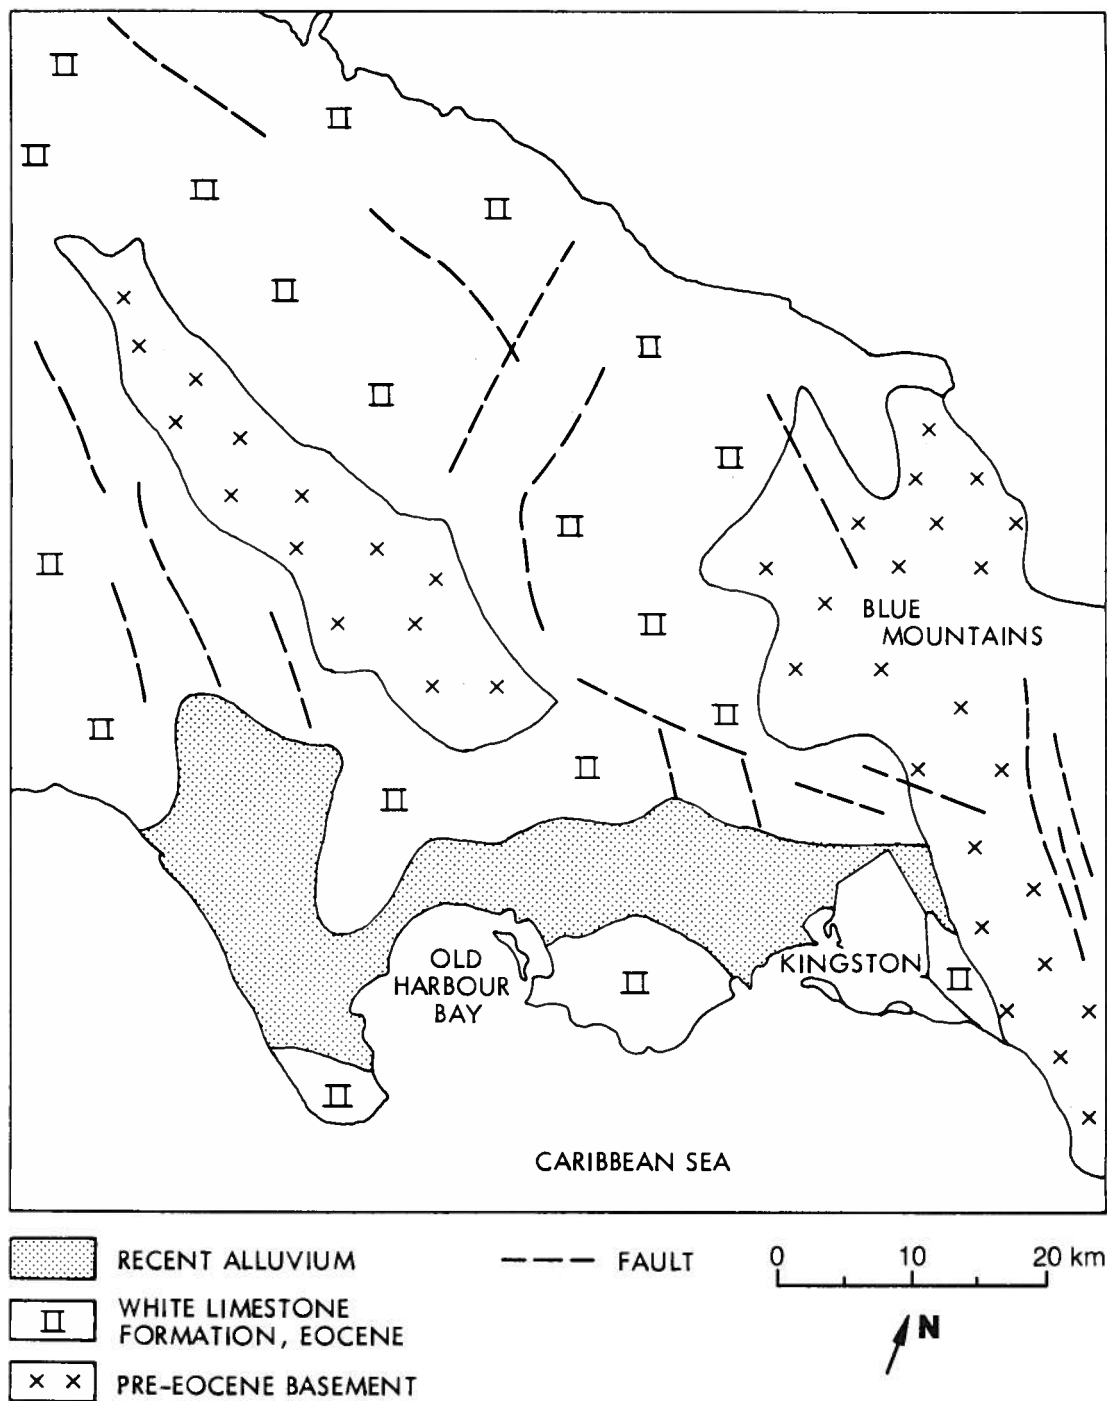 BLUE
MOUNTAINS
OLD
HARBOUR
BAY
KINGSTON
CARIBBEAN SEA
RECENT ALLUVIUM
FAULT
0 10 20 km
WHITE LIMESTONE
FORMATION, EOCENE
N
PRE-EOCENE BASEMENT